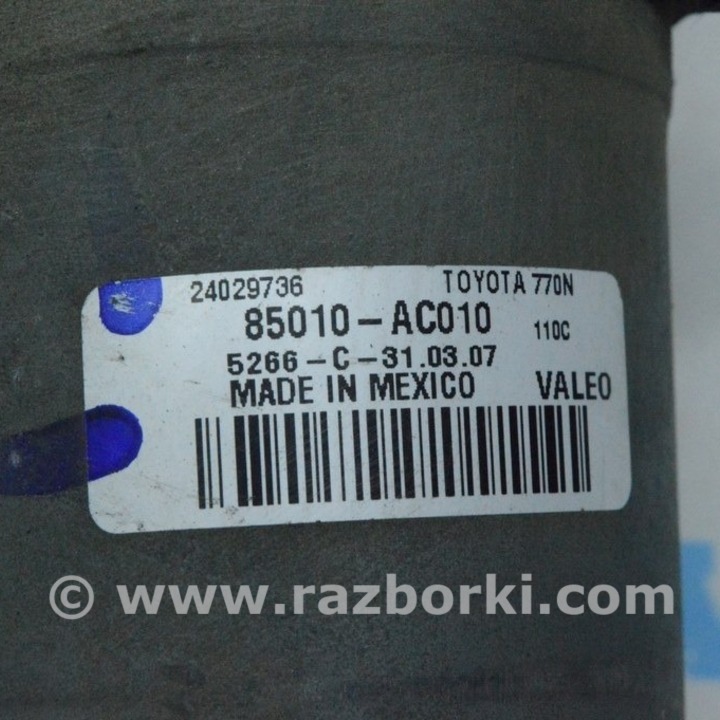 24029736 TOYOTA 770N
85010-AC010 110C
5266-C-31.03.07
MADE IN MEXICO VALEO
© www.razborki.com